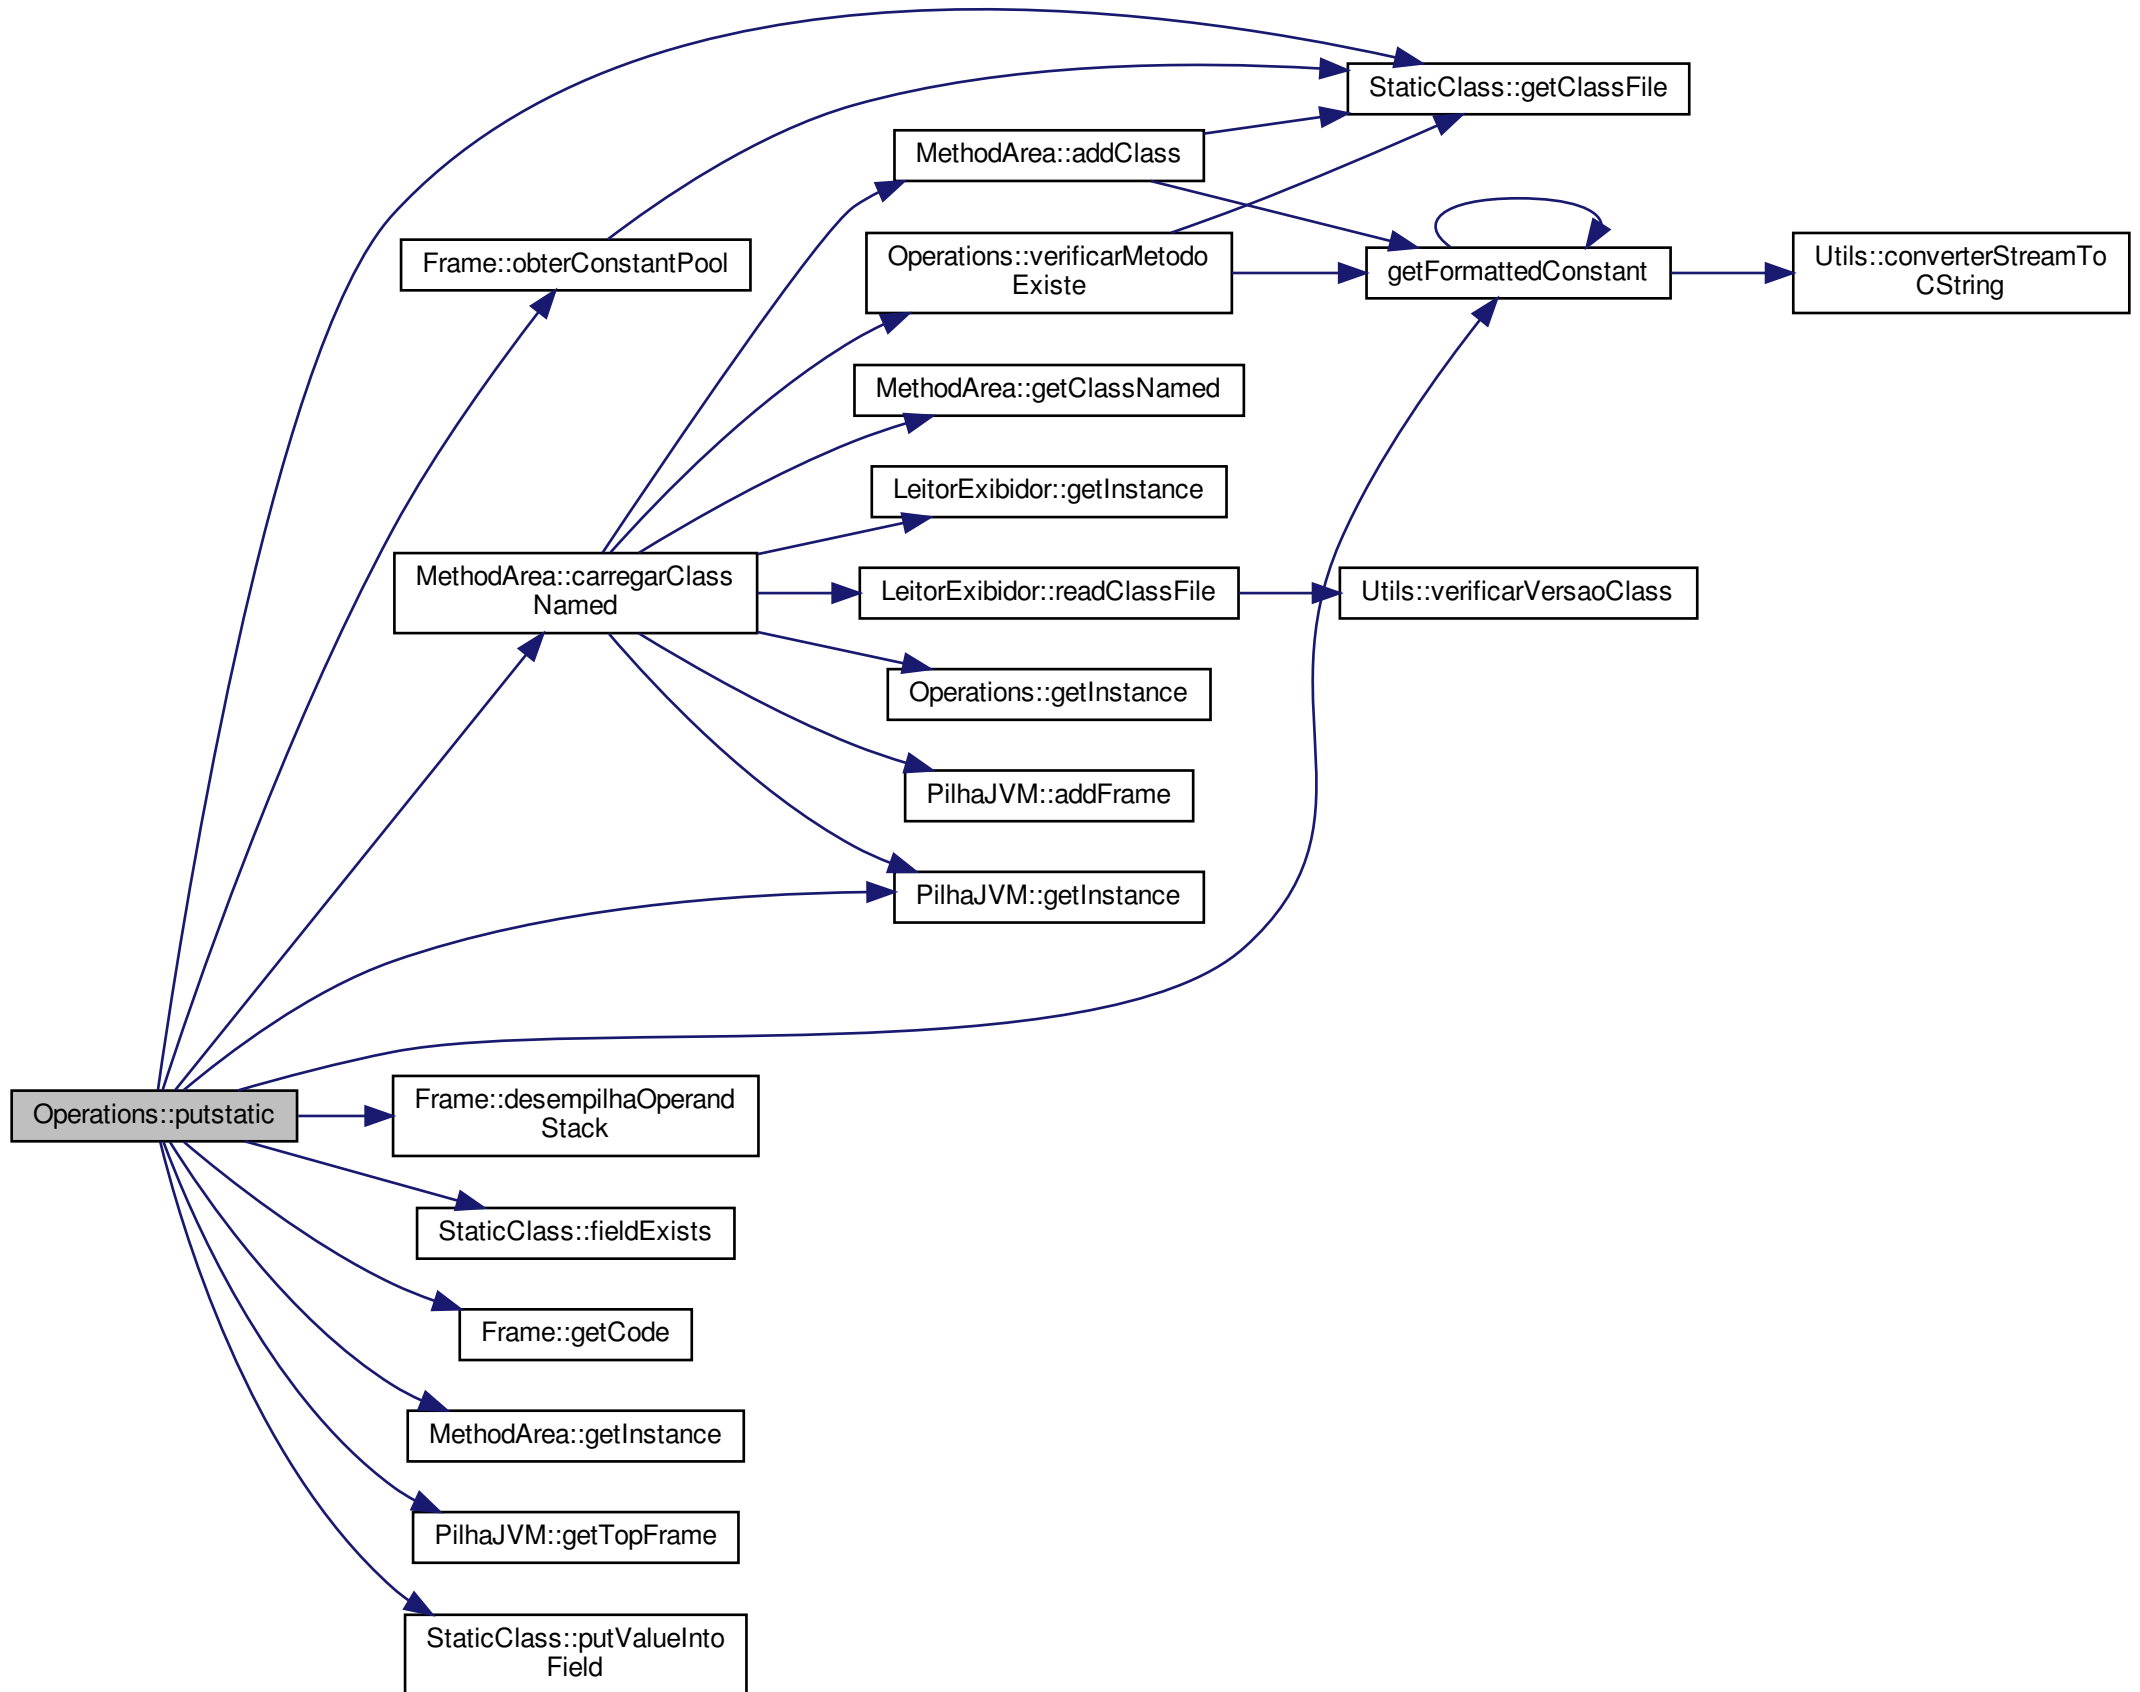 StaticClass::getClassFile
MethodArea::addClass
Frame::obterConstantPool
Operations::verificarMetodo
Existe
getFormattedConstant
Utils::converterStreamTo
CString
MethodArea::getClassNamed
LeitorExibidor::getInstance
MethodArea::carregarClass
Named
LeitorExibidor::readClassFile
Utils::verificarVersaoClass
Operations::getInstance
PilhaJVM::addFrame
PilhaJVM::getInstance
Operations::putstatic
Frame::desempilhaOperand
Stack
StaticClass::fieldExists
Frame::getCode
MethodArea::getInstance
PilhaJVM::getTopFrame
StaticClass::putValueInto
Field